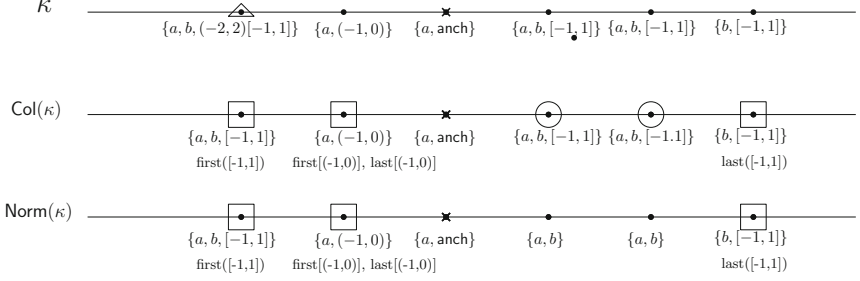 κ
{a, b, (−2, 2)[−1, 1]} {a, (−1, 0)} {a, anch} {a, b, [−1, 1]} {a, b, [−1, 1]} {b, [−1, 1]}
Col(κ)
{a, b, [−1, 1]} {a, (−1, 0)} {a, anch} {a, b, [−1, 1]} {a, b, [−1.1]} {b, [−1, 1]}
first([-1,1]) first[(-1,0)], last[(-1,0)] last([-1,1])
Norm(κ)
{a, b, [−1, 1]} {a, (−1, 0)} {a, anch} {a, b} {a, b} {b, [−1, 1]}
first([-1,1]) first[(-1,0)], last[(-1,0)] last([-1,1])